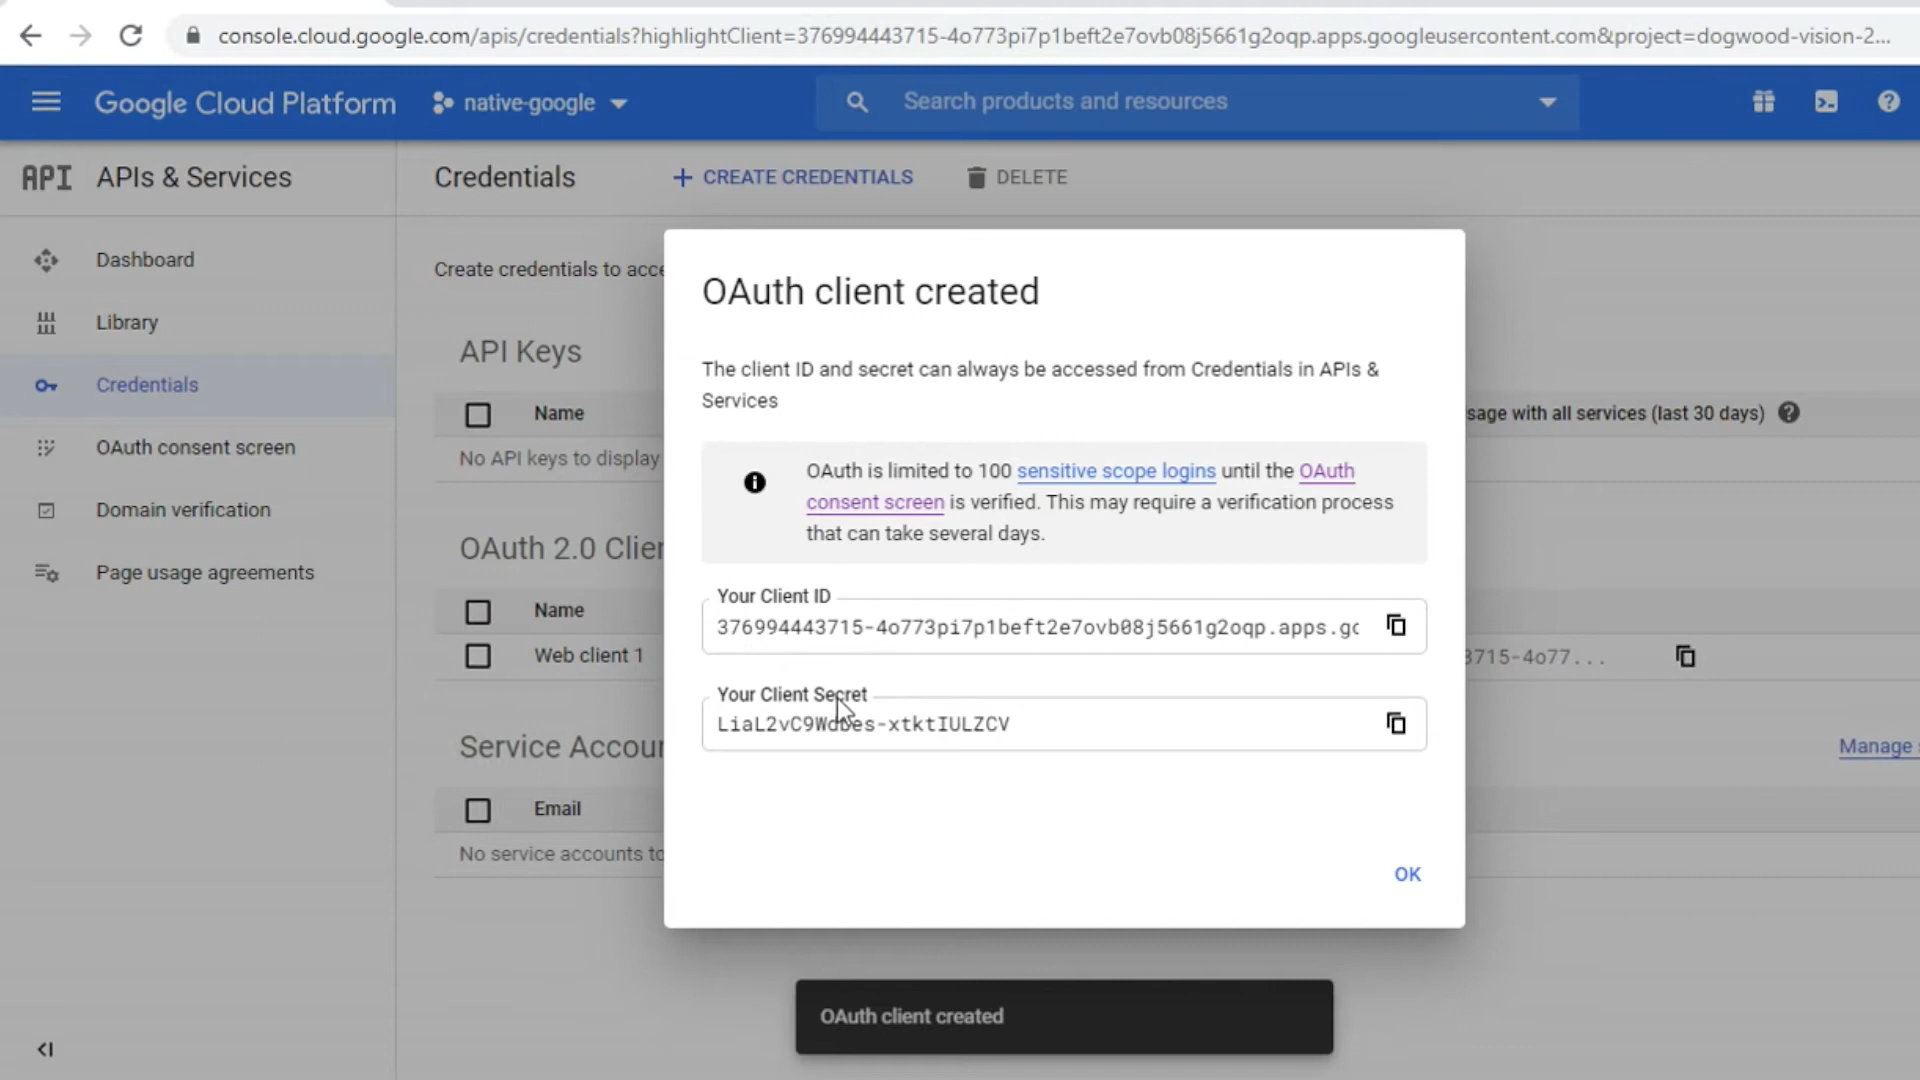 console.cloud.google.com/apis/credentials?highlightClient=376994443715-4o773pi7p1beft2e7ovb08j5661g2oqp.apps.googleusercontent.com&project=dogwood-vision-2...
Google Cloud Platform
native-google
Search products and resources
API APIs & Services
Credentials
CREATE CREDENTIALS
DELETE
Dashboard
Library
Credentials
OAuth consent screen
Domain verification
Page usage agreements
Create credentials to acce
API Keys
Name
sage with all services (last 30 days)
No API keys to display
OAuth 2.0 Clien
Name
Web client 1
3715-4o77...
Service Accoun
Manage
Email
No service accounts to
OAuth client created
The client ID and secret can always be accessed from Credentials in APIs &
Services
OAuth is limited to 100 sensitive scope logins until the OAuth
consent screen is verified. This may require a verification process
that can take several days.
Your Client ID
376994443715-4o773pi7p1beft2e7ovb08j5661g2oqp.apps.gc
Your Client Secret
OK
OAuth client created